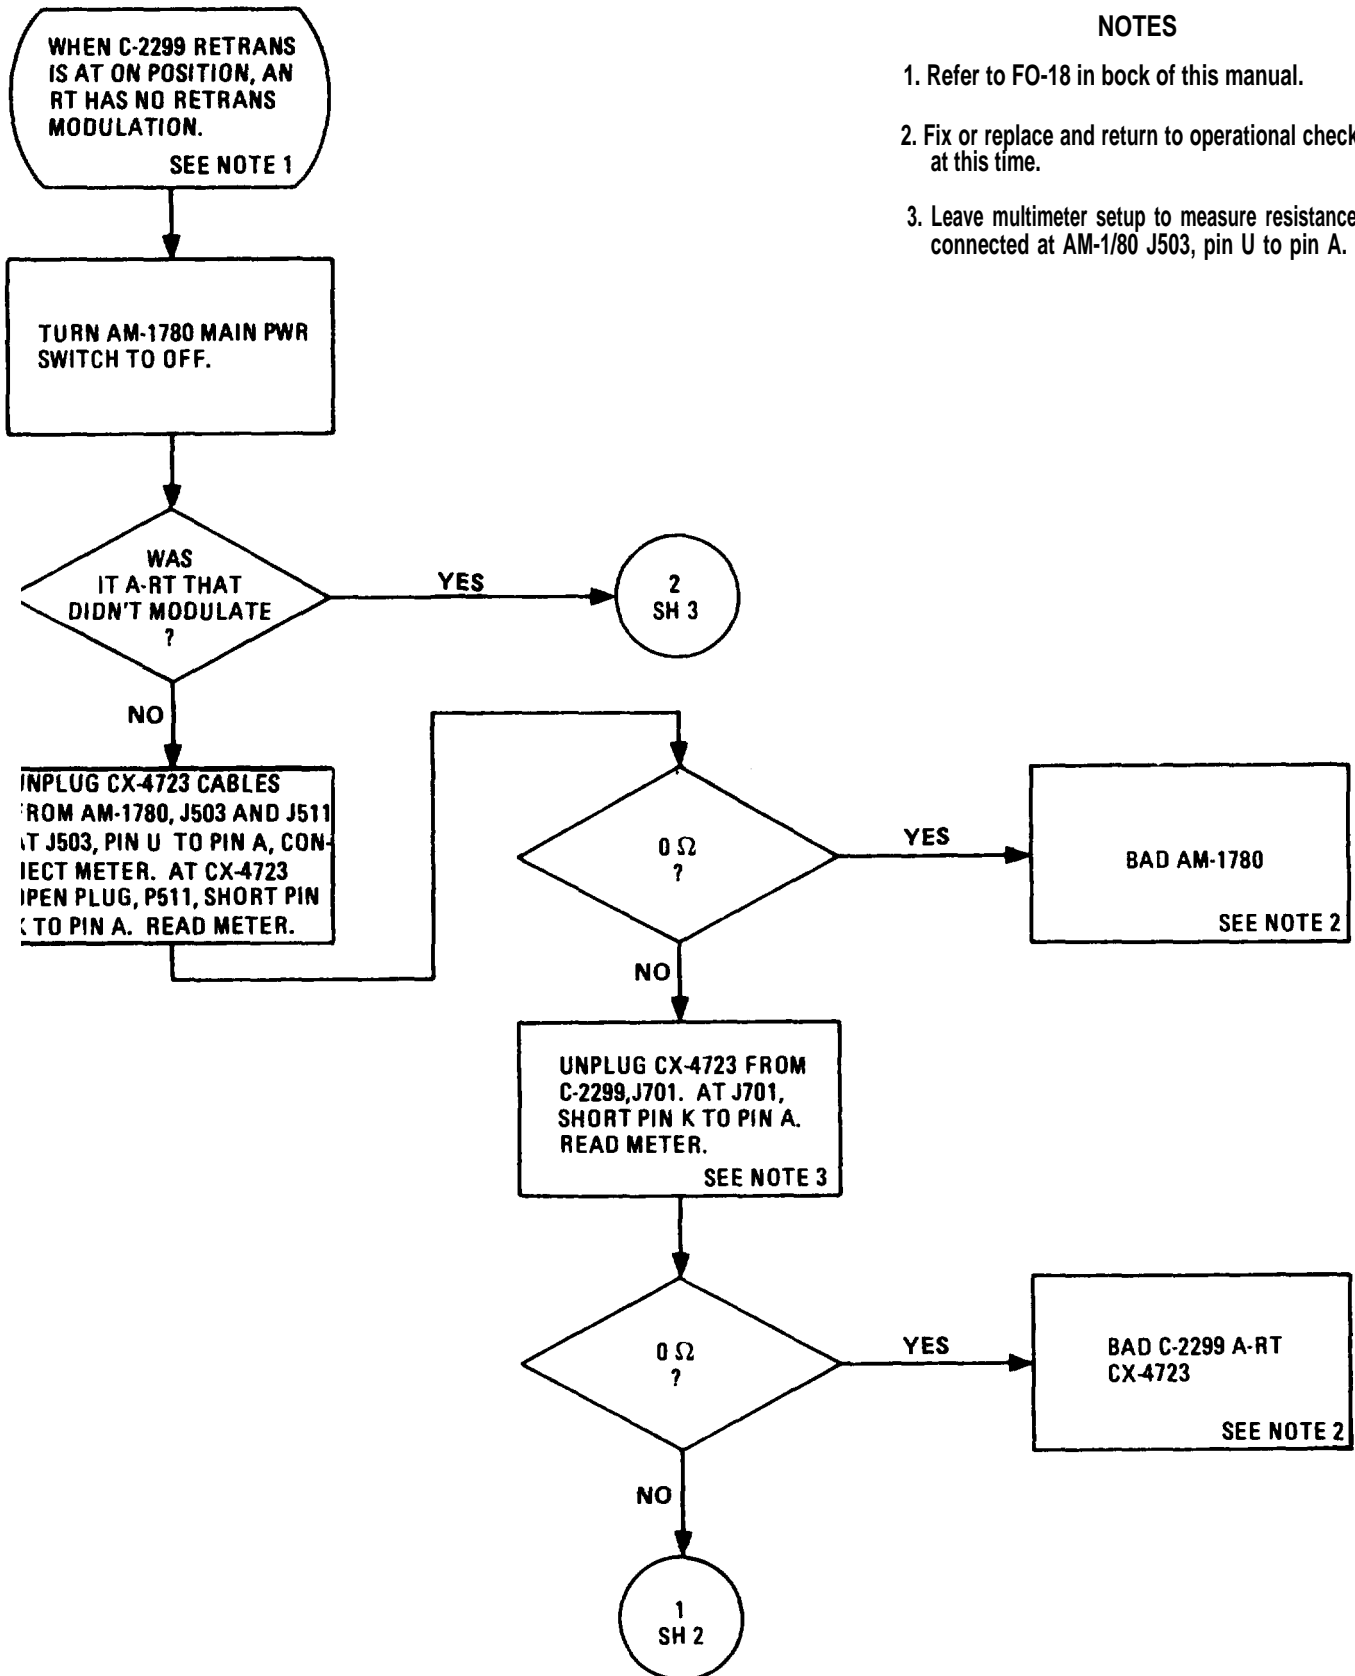 WHEN C-2299 RETRANS
IS AT ON POSITION, AN
RT HAS NO RETRANS
MODULATION.
SEE NOTE 1
NOTES
1. Refer to FO-18 in bock of this manual.
2. Fix or replace and return to operational check
at this time.
3. Leave multimeter setup to measure resistance
connected at AM-1/80 J503, pin U to pin A.
TURN AM-1780 MAIN PWR
SWITCH TO OFF.
WAS
IT A-RT THAT
DIDN'T MODULATE
?
YES
2
SH 3
NO
NPLUG CX-4723 CABLES
ROM AM-1780, J503 AND J511
T J503, PIN U TO PIN A, CON-
ECT METER. AT CX-4723
PEN PLUG, P511, SHORT PIN
TO PIN A. READ METER.
0 Ω
?
YES
BAD AM-1780
SEE NOTE 2
NO
UNPLUG CX-4723 FROM
C-2299,J701. AT J701,
SHORT PIN K TO PIN A.
READ METER.
SEE NOTE 3
0 Ω
?
YES
BAD C-2299 A-RT
CX-4723
SEE NOTE 2
NO
1
SH 2